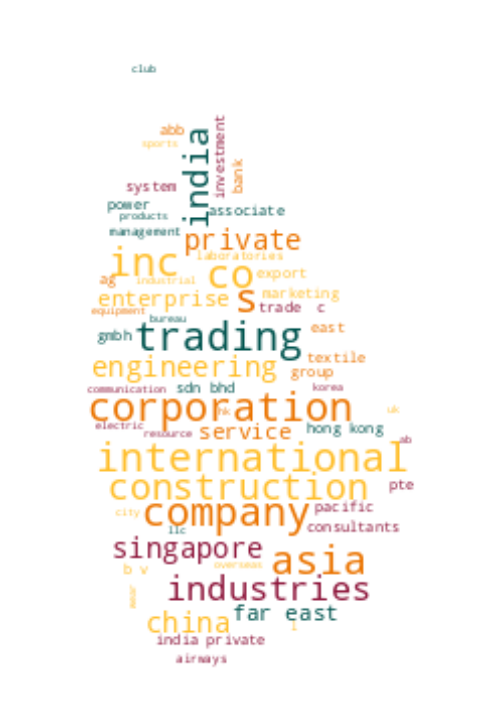 club
abb
sports
india
investment
bank
system
power
associate
products
management
private
laboratories
inc
co
export
ag
industrial
enterprise
s
marketing
equipment
trade
c
bureau
gmbh
trading
east
engineering
textile
group
communication
sdn bhd
korea
corporation
hk
uk
electric
resource
service
hong kong
ab
international
construction
pte
city
company
pacific
llc
consultants
singapore
asia
b v
overseas
industries
near
china
far east
india private
airways